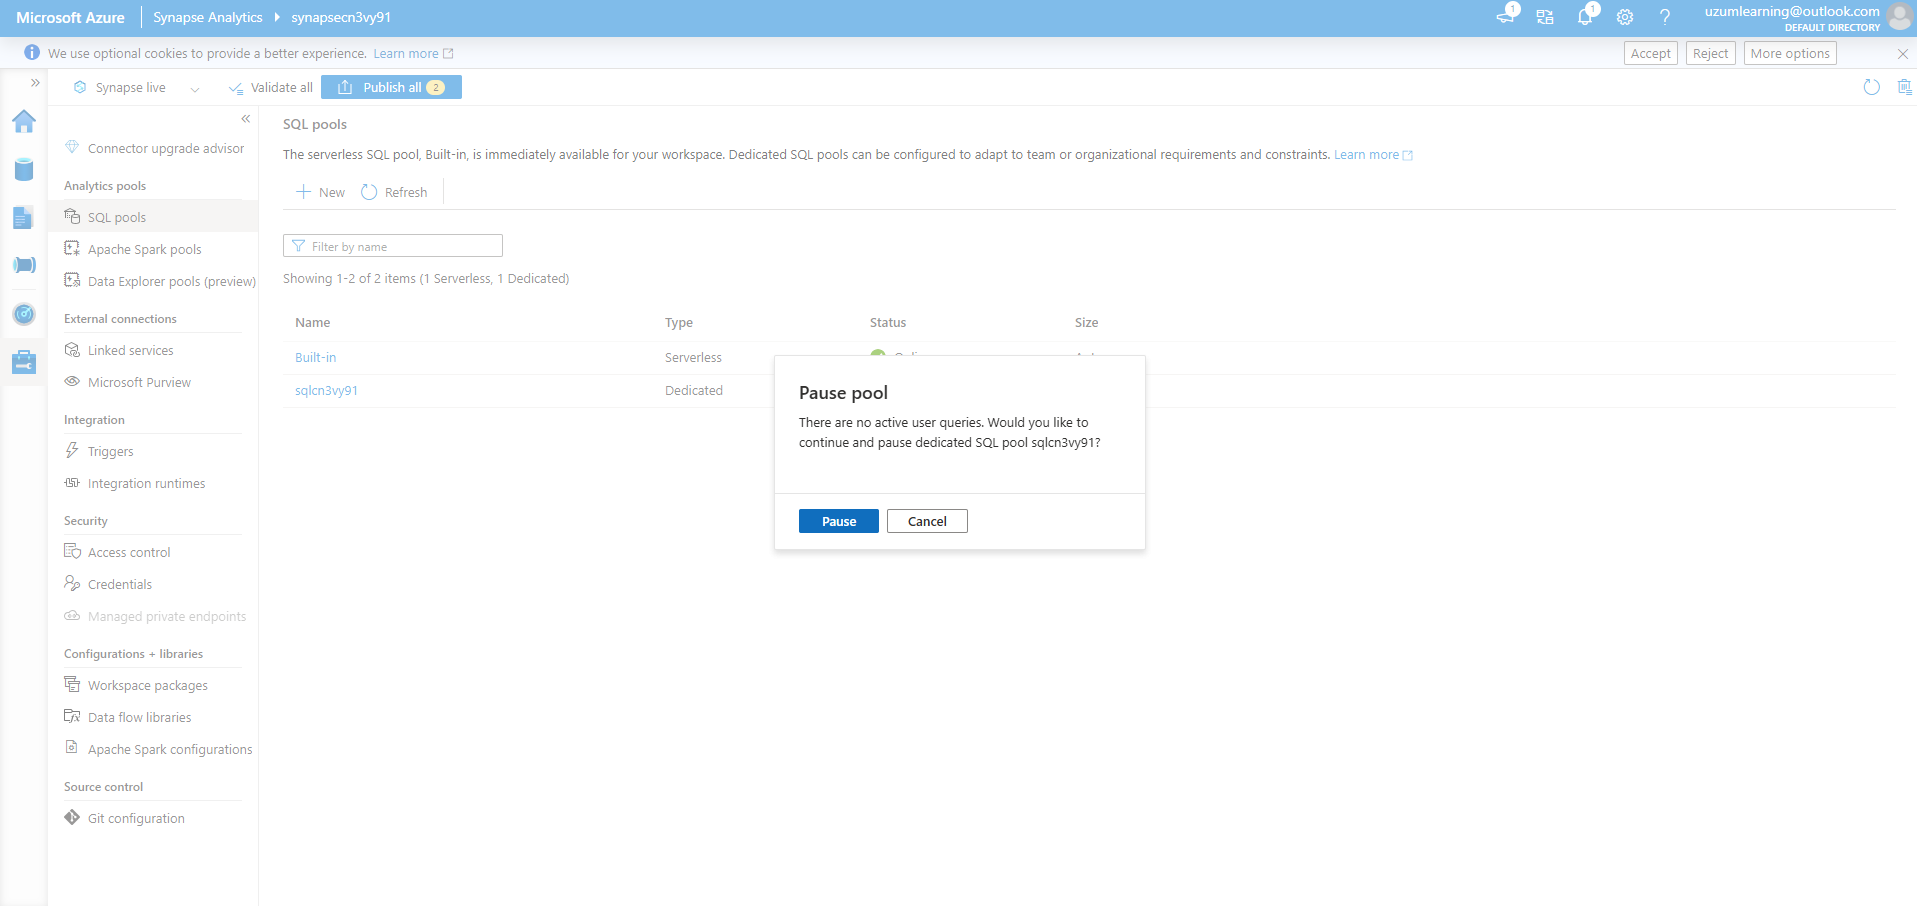 Microsoft Azure
Synapse Analytics
synapsecn3vy91
1
1
uzumlearning@outlook.com
DEFAULT DIRECTORY
We use optional cookies to provide a better experience. Learn more
Accept
Reject
More options
Synapse live
Validate all
Publish all 2
Connector upgrade advisor
Analytics pools
SQL pools
Apache Spark pools
Data Explorer pools (preview)
External connections
Linked services
Microsoft Purview
Integration
Triggers
Integration runtimes
Security
Access control
Credentials
Managed private endpoints
Configurations + libraries
Workspace packages
Data flow libraries
Apache Spark configurations
Source control
Git configuration
SQL pools
The serverless SQL pool, Built-in, is immediately available for your workspace. Dedicated SQL pools can be configured to adapt to team or organizational requirements and constraints. Learn more
New
Refresh
Filter by name
Showing 1-2 of 2 items (1 Serverless, 1 Dedicated)
Name Type Status Size
Built-in Serverless
sqlcn3vy91 Dedicated
Pause pool
There are no active user queries. Would you like to
continue and pause dedicated SQL pool sqlcn3vy91?
Pause
Cancel